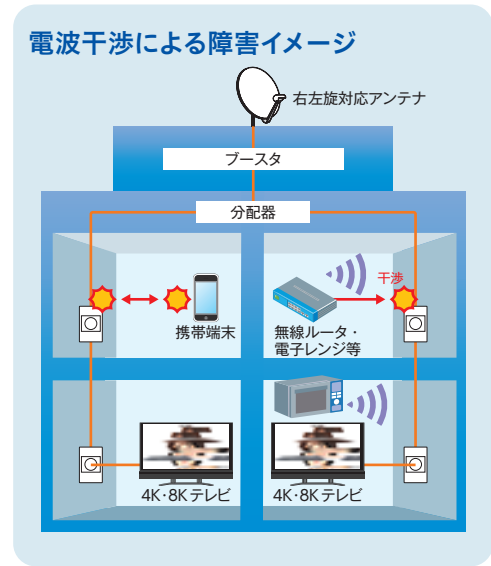 電波干渉による障害イメージ
右左旋対応アンテナ
ブースタ
分配器
干渉
携帯端末
無線ルータ・
電子レンジ等
4K・8Kテレビ
4K・8Kテレビ